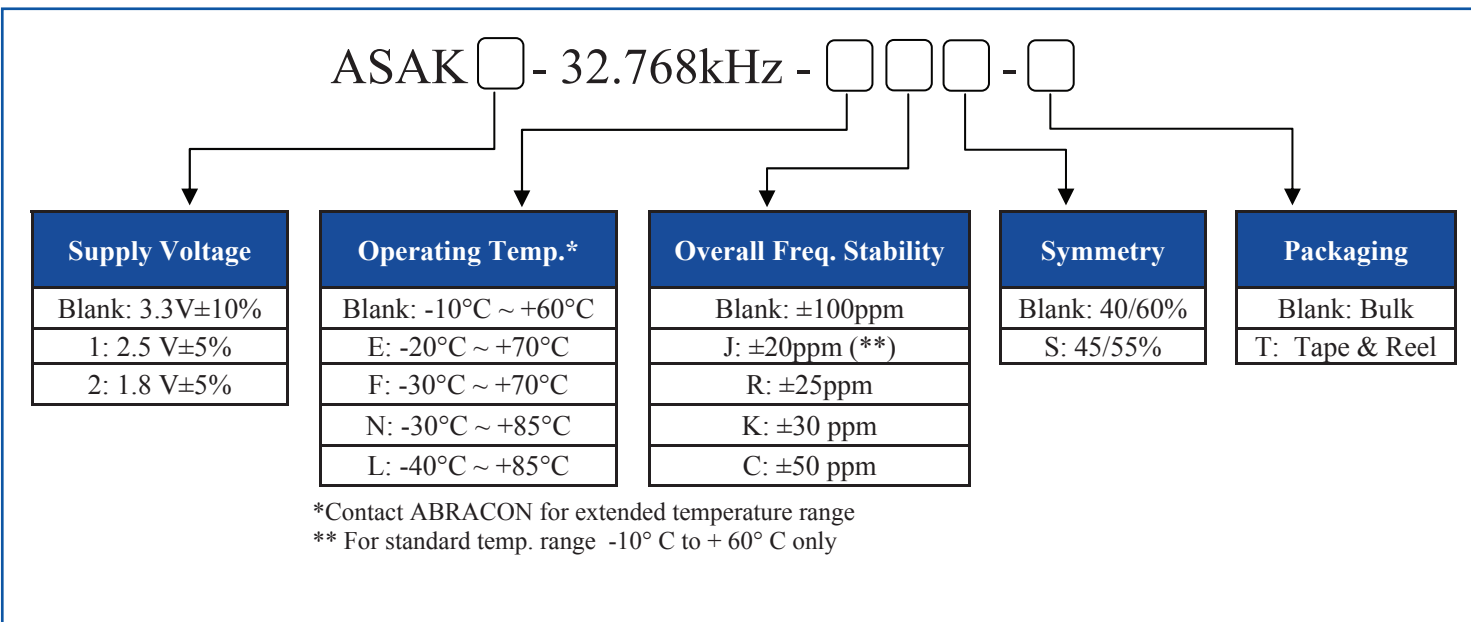 ASAK - 32.768kHz - -
Supply Voltage
Blank: 3.3V±10%
1: 2.5 V±5%
2: 1.8 V±5%
Operating Temp.*
Blank: -10°C ~ +60°C
E: -20°C ~ +70°C
F: -30°C ~ +70°C
N: -30°C ~ +85°C
L: -40°C ~ +85°C
Overall Freq. Stability
Blank: ±100ppm
J: ±20ppm (**)
R: ±25ppm
K: ±30 ppm
C: ±50 ppm
Symmetry
Blank: 40/60%
S: 45/55%
Packaging
Blank: Bulk
T: Tape & Reel
*Contact ABRACON for extended temperature range
** For standard temp. range -10° C to + 60° C only